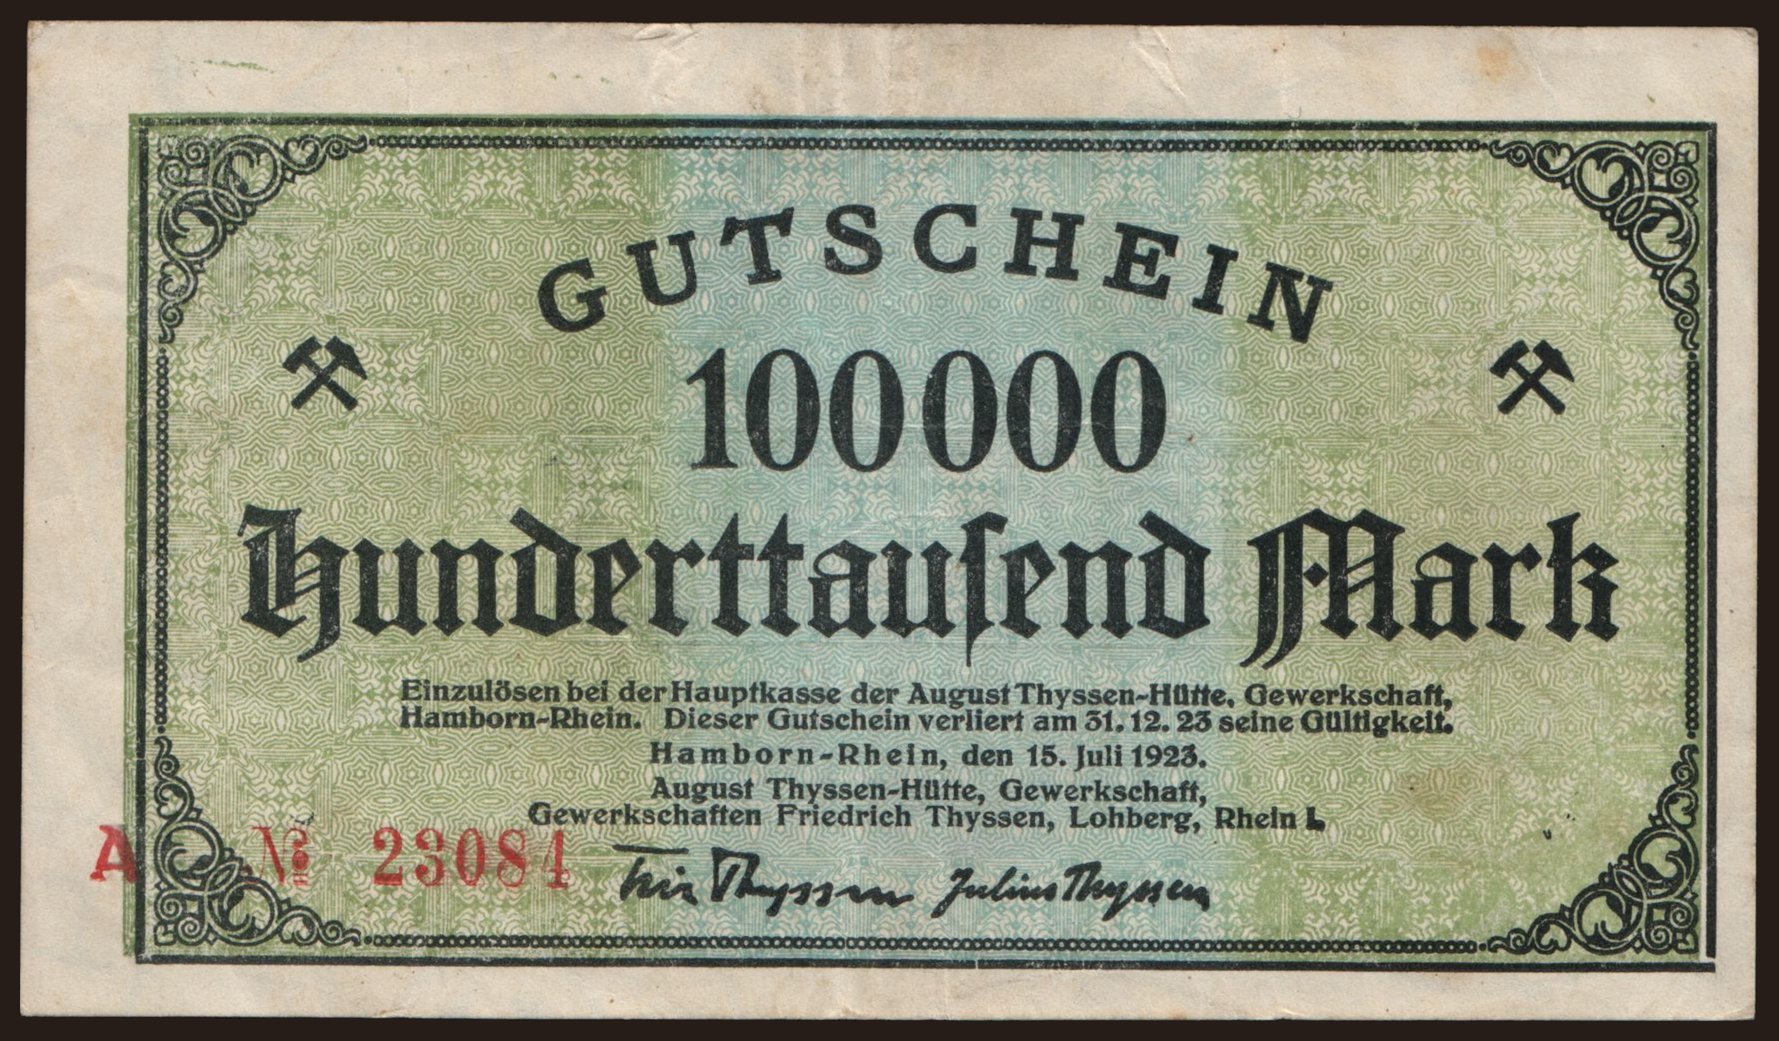 GUTSCHEIN
100000
Hunderttauſend Mark
Einzulösen bei der Hauptkasse der August Thyssen-Hütte, Gewerkschaft,
Hamborn-Rhein. Dieser Gutschein verliert am 31.12.23 seine Gültigkeit.
Hamborn-Rhein, den 15. Juli 1923.
August Thyssen-Hütte, Gewerkschaft,
Gewerkschaften Friedrich Thyssen, Lohberg, Rhein I.
A № 23084
Fritz Thyssen Julius Thyssen